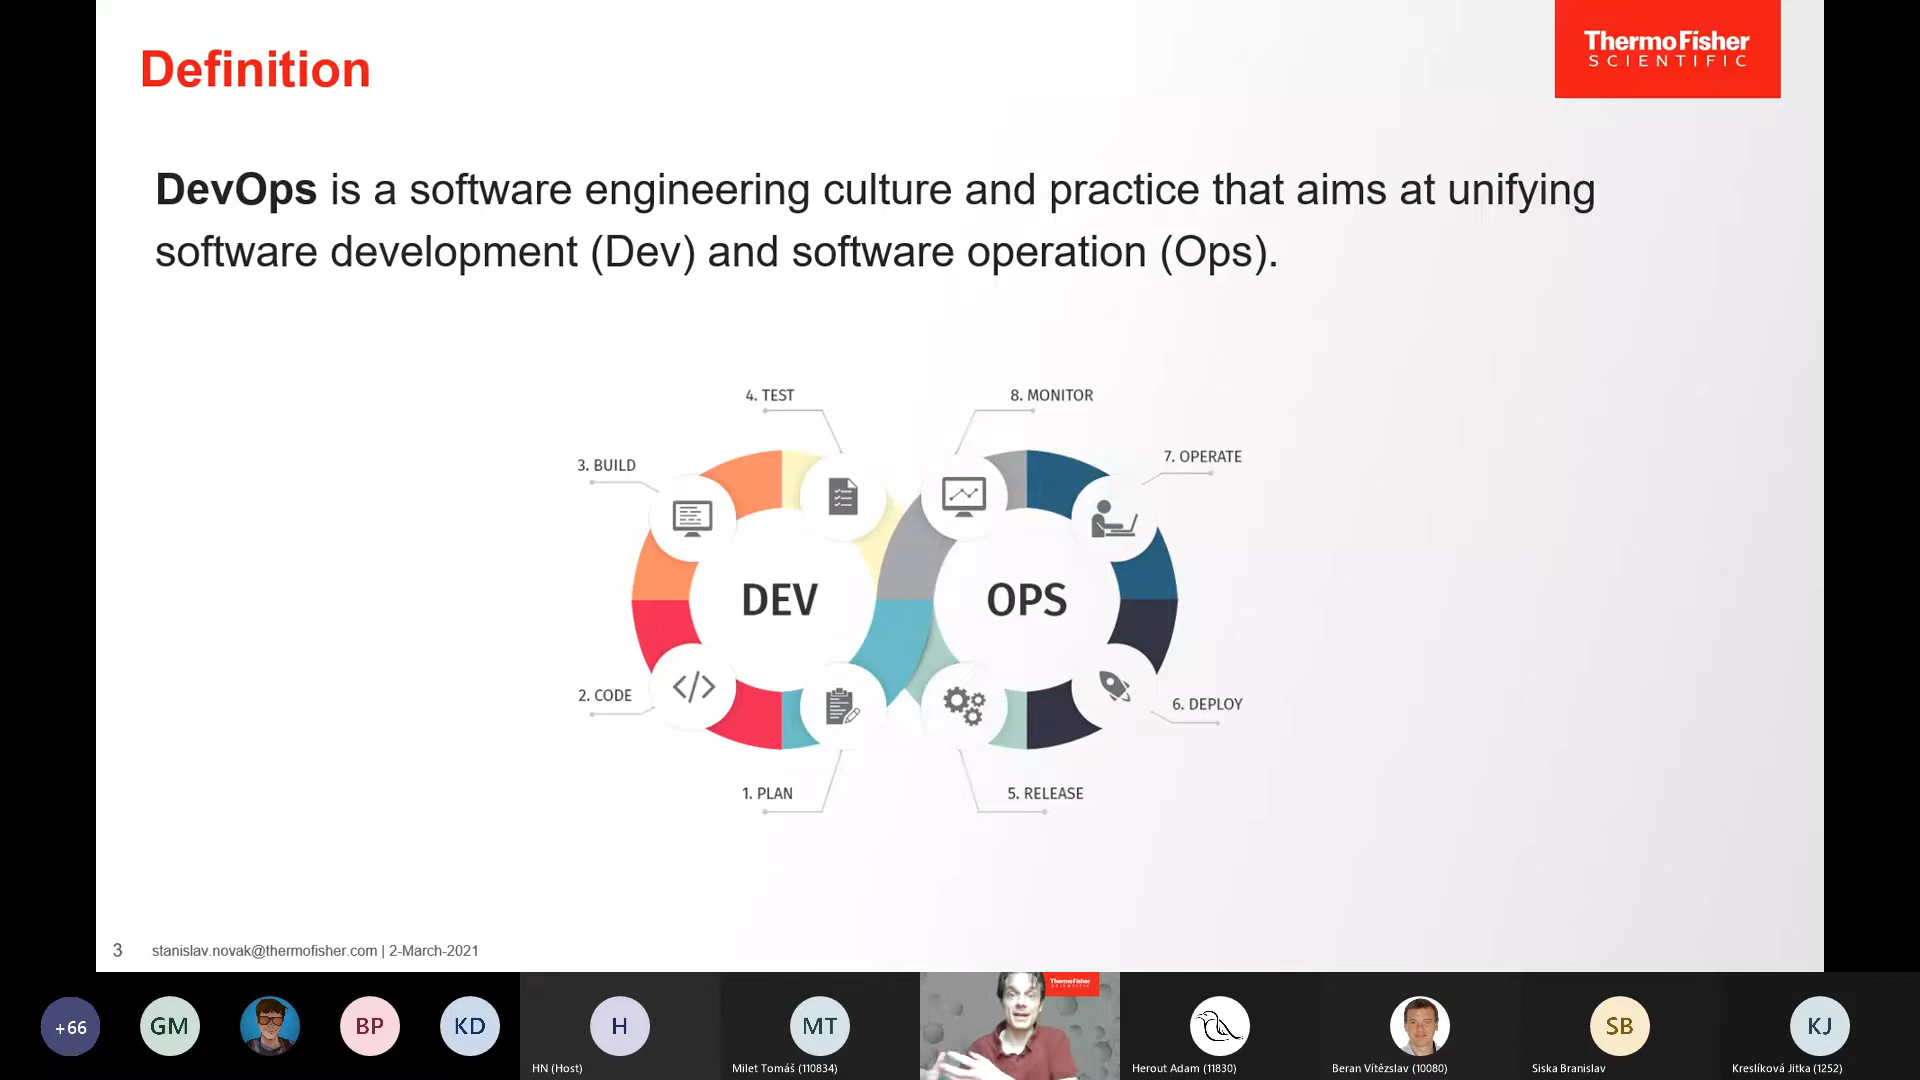 Definition
ThermoFisher
SCIENTIFIC
DevOps is a software engineering culture and practice that aims at unifying
software development (Dev) and software operation (Ops).
4. TEST
8. MONITOR
3. BUILD
7. OPERATE
DEV
OPS
2. CODE
6. DEPLOY
1. PLAN
5. RELEASE
3
stanislav.novak@thermofisher.com | 2-March-2021
+66
GM
BP
KD
H
HN (Host)
MT
Milet Tomáš (110834)
ThermoFisher
SCIENTIFIC
Herout Adam (11830)
Beran Vítězslav (10080)
SB
Siska Branislav
KJ
Kreslíková Jitka (1252)